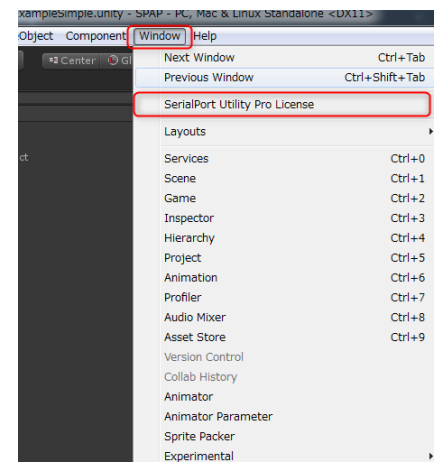 xampleSimple.unity - SPAP - PC, Mac & Linux Standalone <DX11>
Object Component Window Help
Center Gl
Next Window Ctrl+Tab
Previous Window Ctrl+Shift+Tab
SerialPort Utility Pro License
Layouts
ct
Services Ctrl+0
Scene Ctrl+1
Game Ctrl+2
Inspector Ctrl+3
Hierarchy Ctrl+4
Project Ctrl+5
Animation Ctrl+6
Profiler Ctrl+7
Audio Mixer Ctrl+8
Asset Store Ctrl+9
Version Control
Collab History
Animator
Animator Parameter
Sprite Packer
Experimental